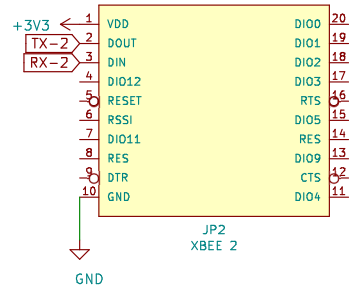 1 VDD DIO0 20
+3V3
TX-2 2 DOUT DIO1 19
RX-2 3 DIN DIO2 18
4 DIO12 DIO3 17
5 RESET RTS 16
6 RSSI DIO5 15
7 DIO11 RES 14
8 RES DIO9 13
9 DTR CTS 12
10 GND DIO4 11
JP2
XBEE 2
GND